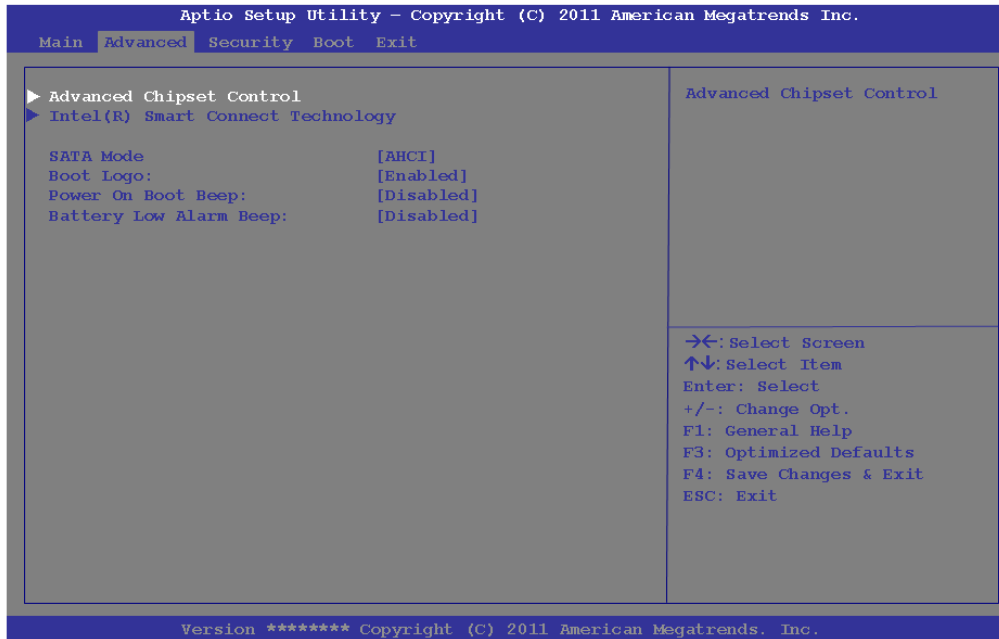 Aptio Setup Utility – Copyright (C) 2011 American Megatrends Inc.
Main Advanced Security Boot Exit
▶ Advanced Chipset Control
▶ Intel(R) Smart Connect Technology
SATA Mode [AHCI]
Boot Logo: [Enabled]
Power On Boot Beep: [Disabled]
Battery Low Alarm Beep: [Disabled]
Advanced Chipset Control
→←: Select Screen
↑↓: Select Item
Enter: Select
+/-: Change Opt.
F1: General Help
F3: Optimized Defaults
F4: Save Changes & Exit
ESC: Exit
Version ******** Copyright (C) 2011 American Megatrends. Inc.